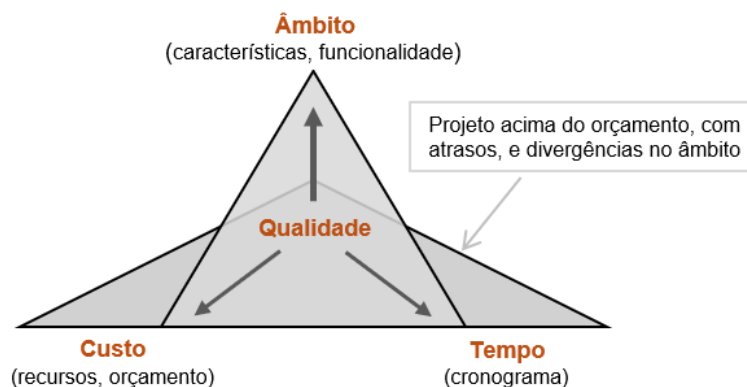 Âmbito
(características, funcionalidade)
Projeto acima do orçamento, com
atrasos, e divergências no âmbito
Qualidade
Custo
(recursos, orçamento)
Tempo
(cronograma)